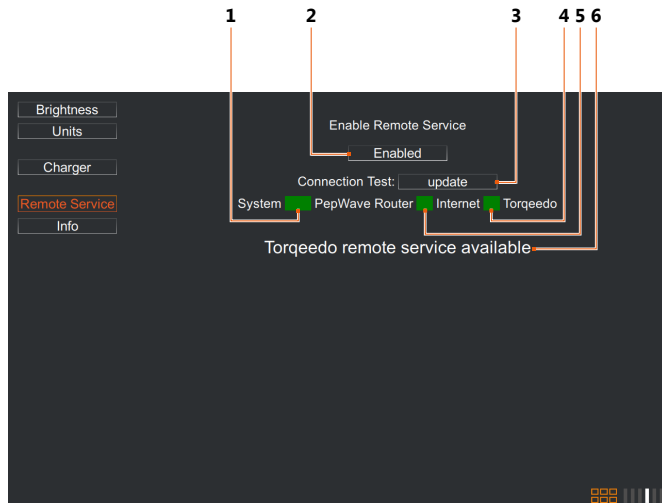 1 2 3 4 5 6
Brightness
Units
Charger
Remote Service
Info
Enable Remote Service
Enabled
Connection Test: update
System PepWave Router Internet Torqeedo
Torqeedo remote service available